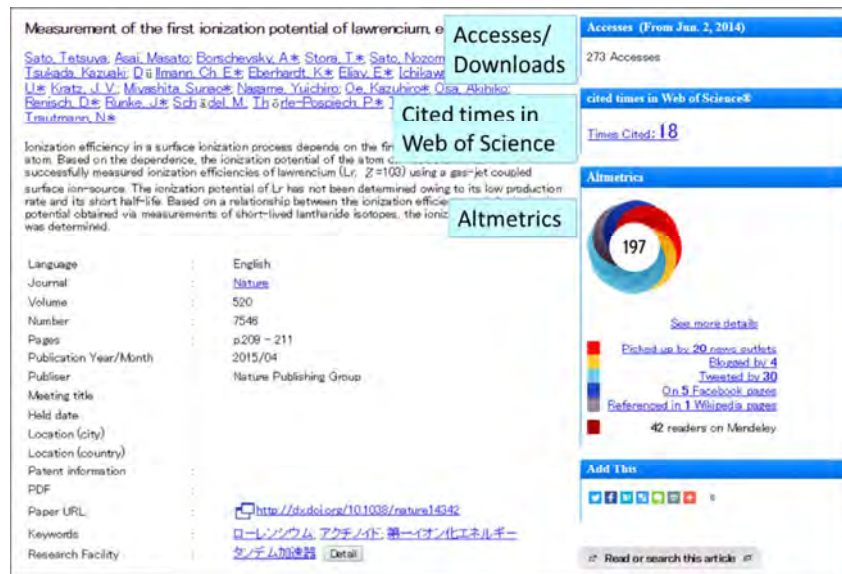 Measurement of the first ionization potential of lawrencium, e
Sato, Tetsuya; Asai, Masato; Borschevsky, A*; Stora, T*; Sato, Nozom
Tsukada, Kazuaki; Düllmann, Ch. E*; Eberhardt, K*; Eliav, E*; Ichikaw
U*; Kratz, J. V.; Miyashita, Sunao*; Nagame, Yuichiro; Oe, Kazuhiro*; Osa, Akihiko;
Renisch, D*; Runke, J*; Schädel, M.; Thörle-Pospiech, P*; T
Trautmann, N*
Ionization efficiency in a surface ionization process depends on the fir
atom. Based on the dependence, the ionization potential of the atom c
successfully measured ionization efficiencies of lawrencium (Lr, Z=103) using a gas-jet coupled
surface ion-source. The ionization potential of Lr has not been determined owing to its low production
rate and its short half-life. Based on a relationship between the ionization efficie
potential obtained via measurements of short-lived lanthanide isotopes, the ioniz
was determined.
Accesses/
Downloads
Cited times in
Web of Science
Altmetrics
Language : English
Journal : Nature
Volume : 520
Number : 7546
Pages : p.209 - 211
Publication Year/Month : 2015/04
Publiser : Nature Publishing Group
Meeting title :
Held date :
Location (city) :
Location (country) :
Patent information :
PDF :
Paper URL : http://dx.doi.org/10.1038/nature14342
Keywords : ローレンシウム; アクチノイド; 第一イオン化エネルギー
Research Facility : タンデム加速器 Detail
Accesses (From Jun. 2, 2014)
273 Accesses
cited times in Web of Science®
Times Cited: 18
Altmetrics
197
See more details
Picked up by 20 news outlets
Blogged by 4
Tweeted by 30
On 5 Facebook pages
Referenced in 1 Wikipedia pages
42 readers on Mendeley
Add This
Read or search this article